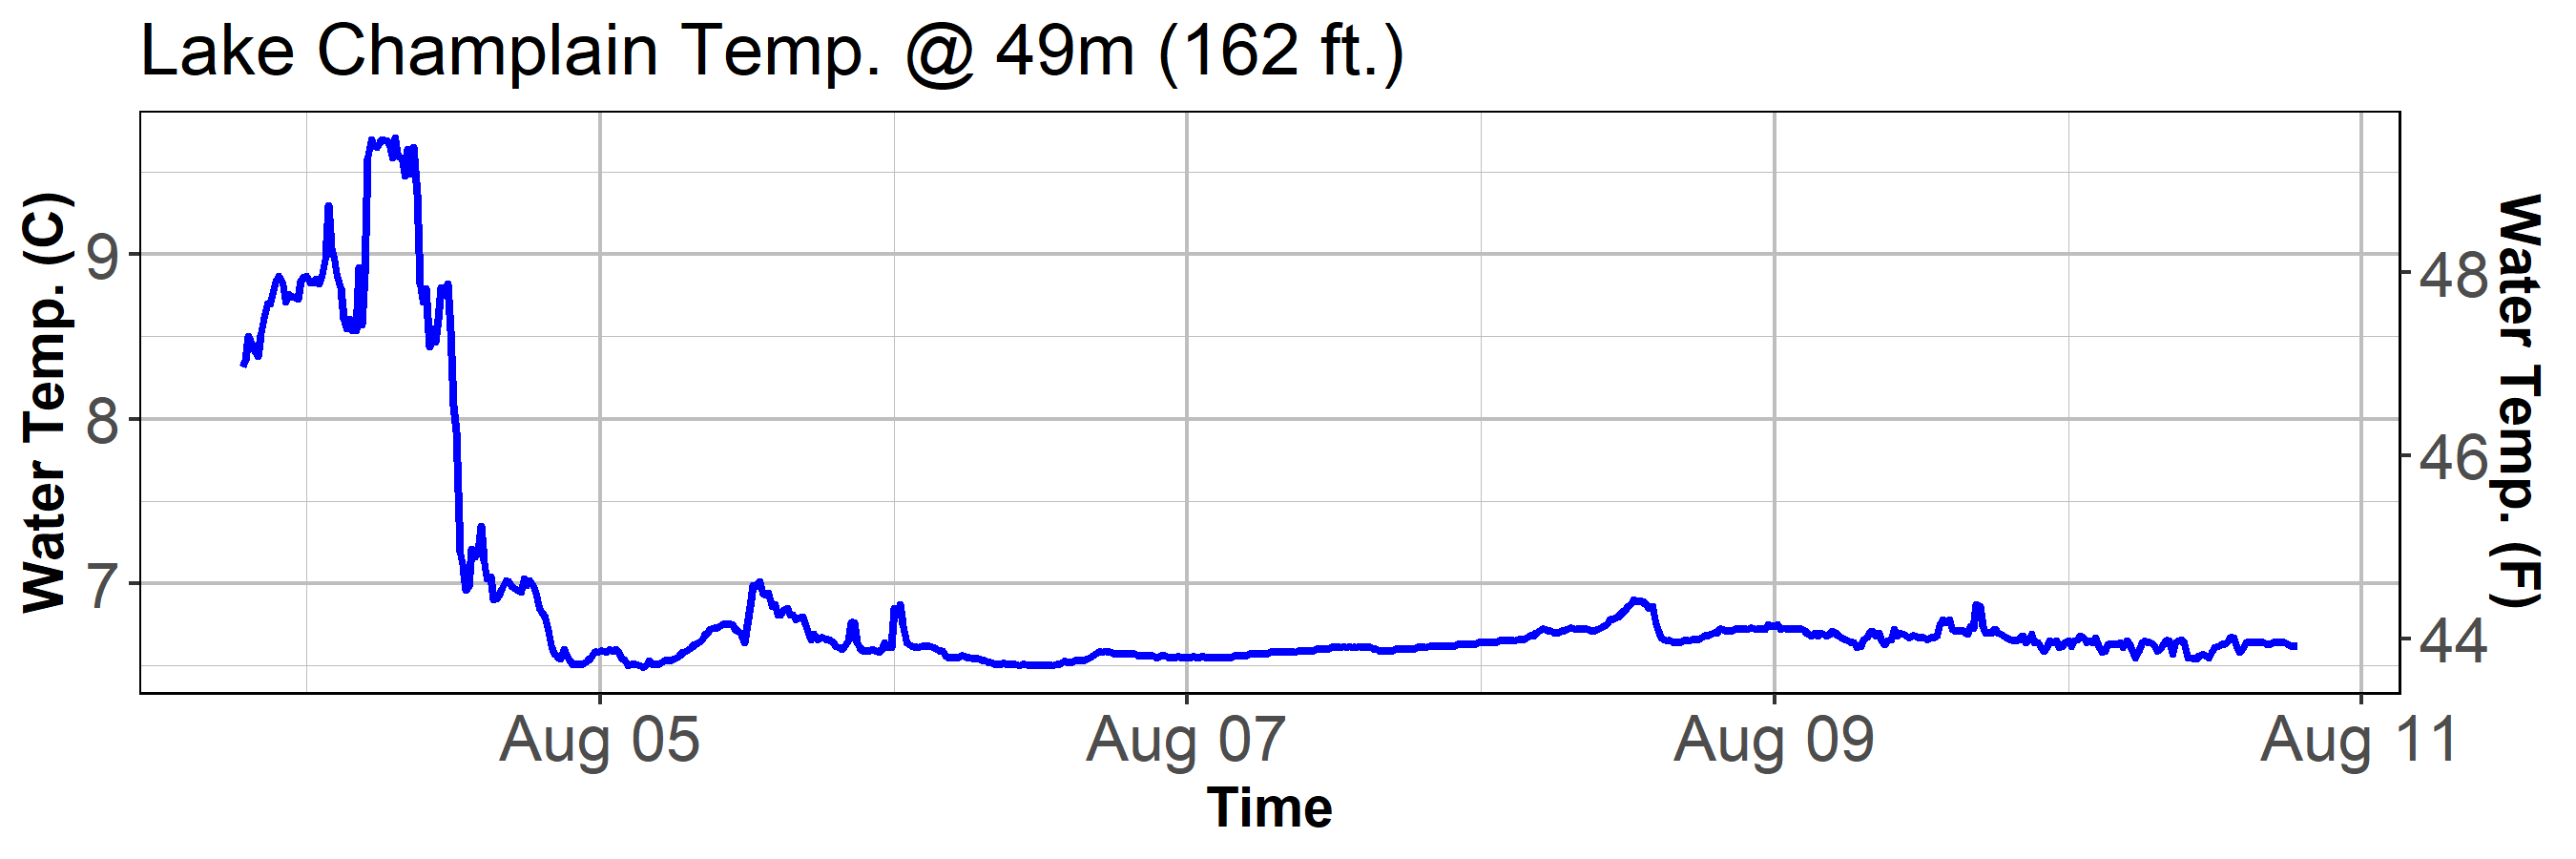 Lake Champlain Temp. @ 49m (162 ft.)
Water Temp. (C)
9
8
7
48
46
44
Water Temp. (F)
Aug 05
Aug 07
Aug 09
Aug 11
Time